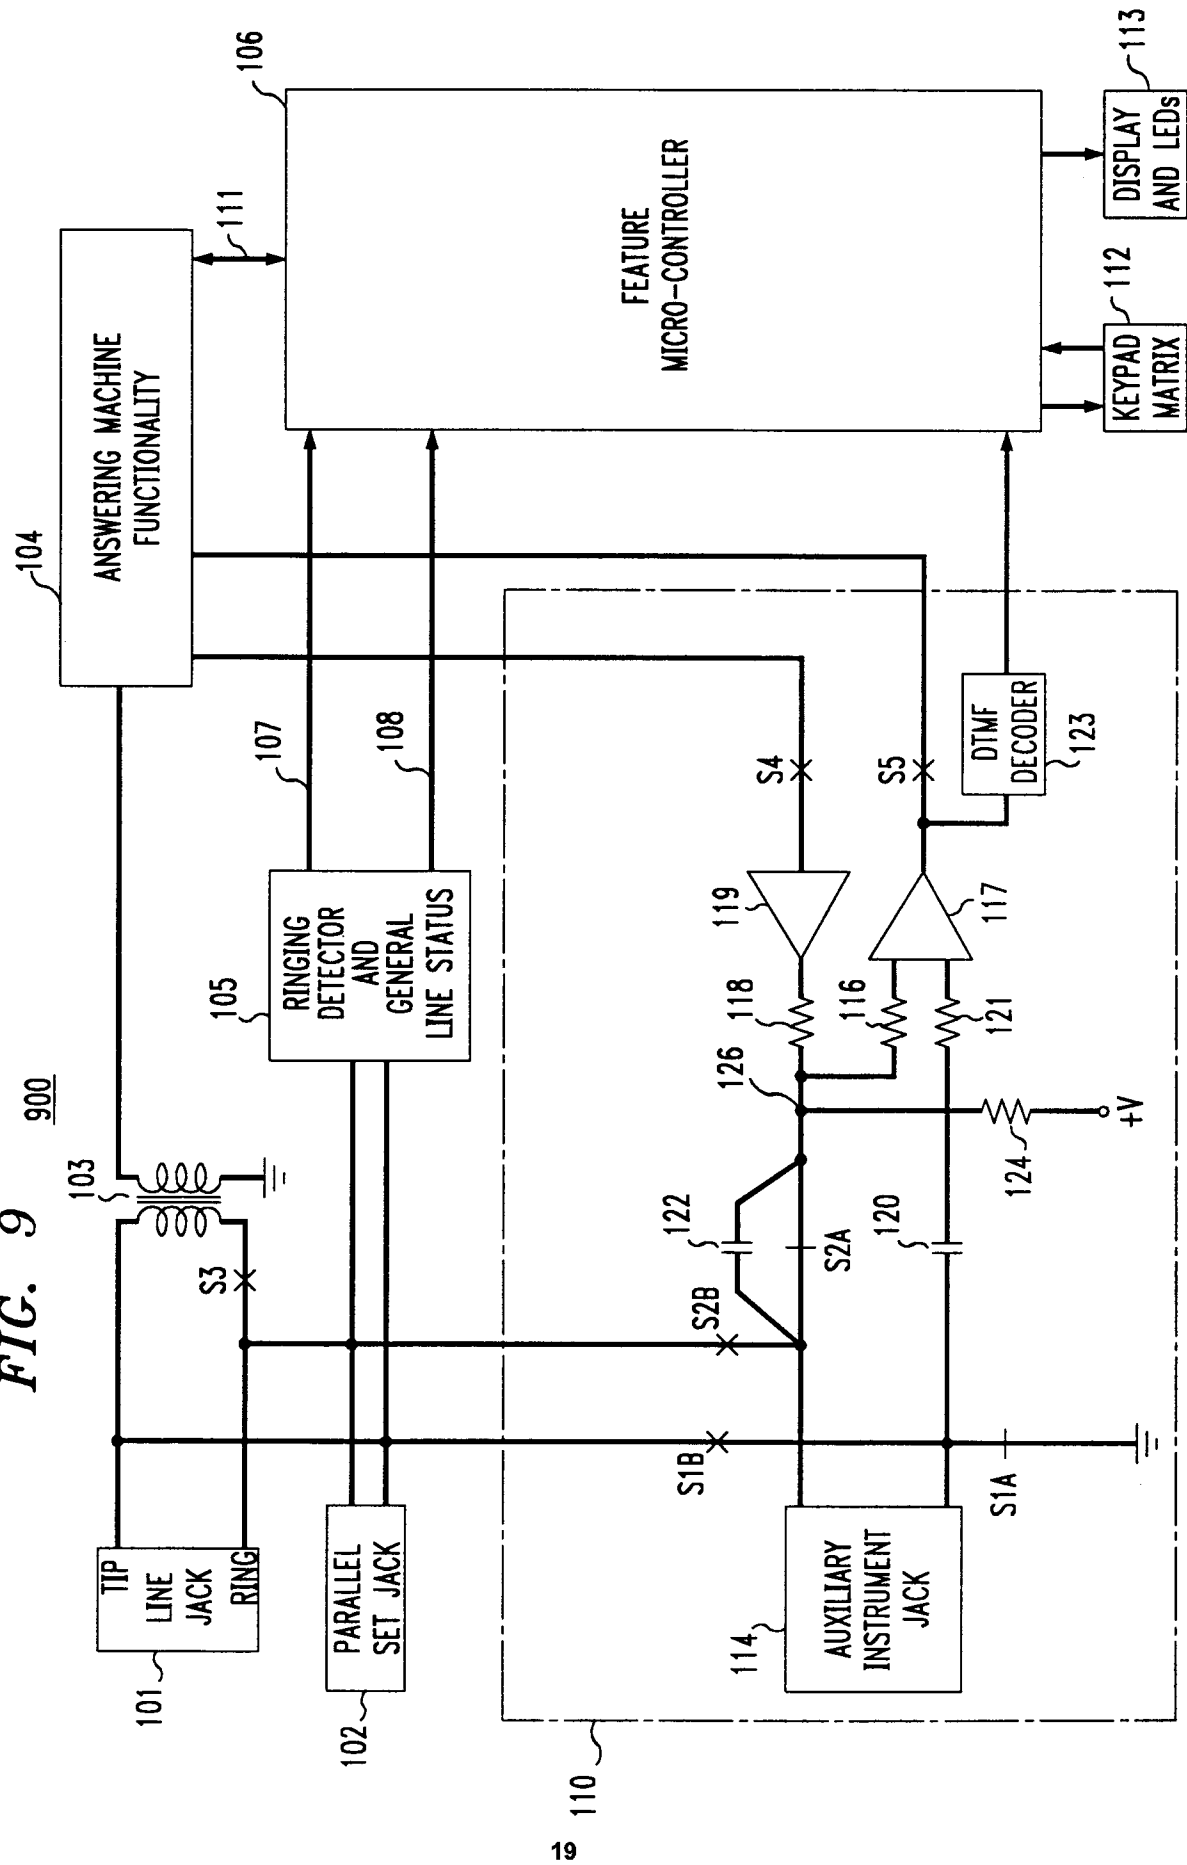 FIG. 9
900
TIP
LINE
JACK
RING
101
S3
103
104
ANSWERING MACHINE
FUNCTIONALITY
111
106
FEATURE
MICRO-CONTROLLER
PARALLEL
SET JACK
102
105
RINGING
DETECTOR
AND
GENERAL
LINE STATUS
107
108
110
S1B
S2B
122
S2A
126
118
119
S4
116
117
S5
121
120
124
+V
S1A
114
AUXILIARY
INSTRUMENT
JACK
DTMF
DECODER
123
KEYPAD
MATRIX
112
DISPLAY
AND LEDs
113
19